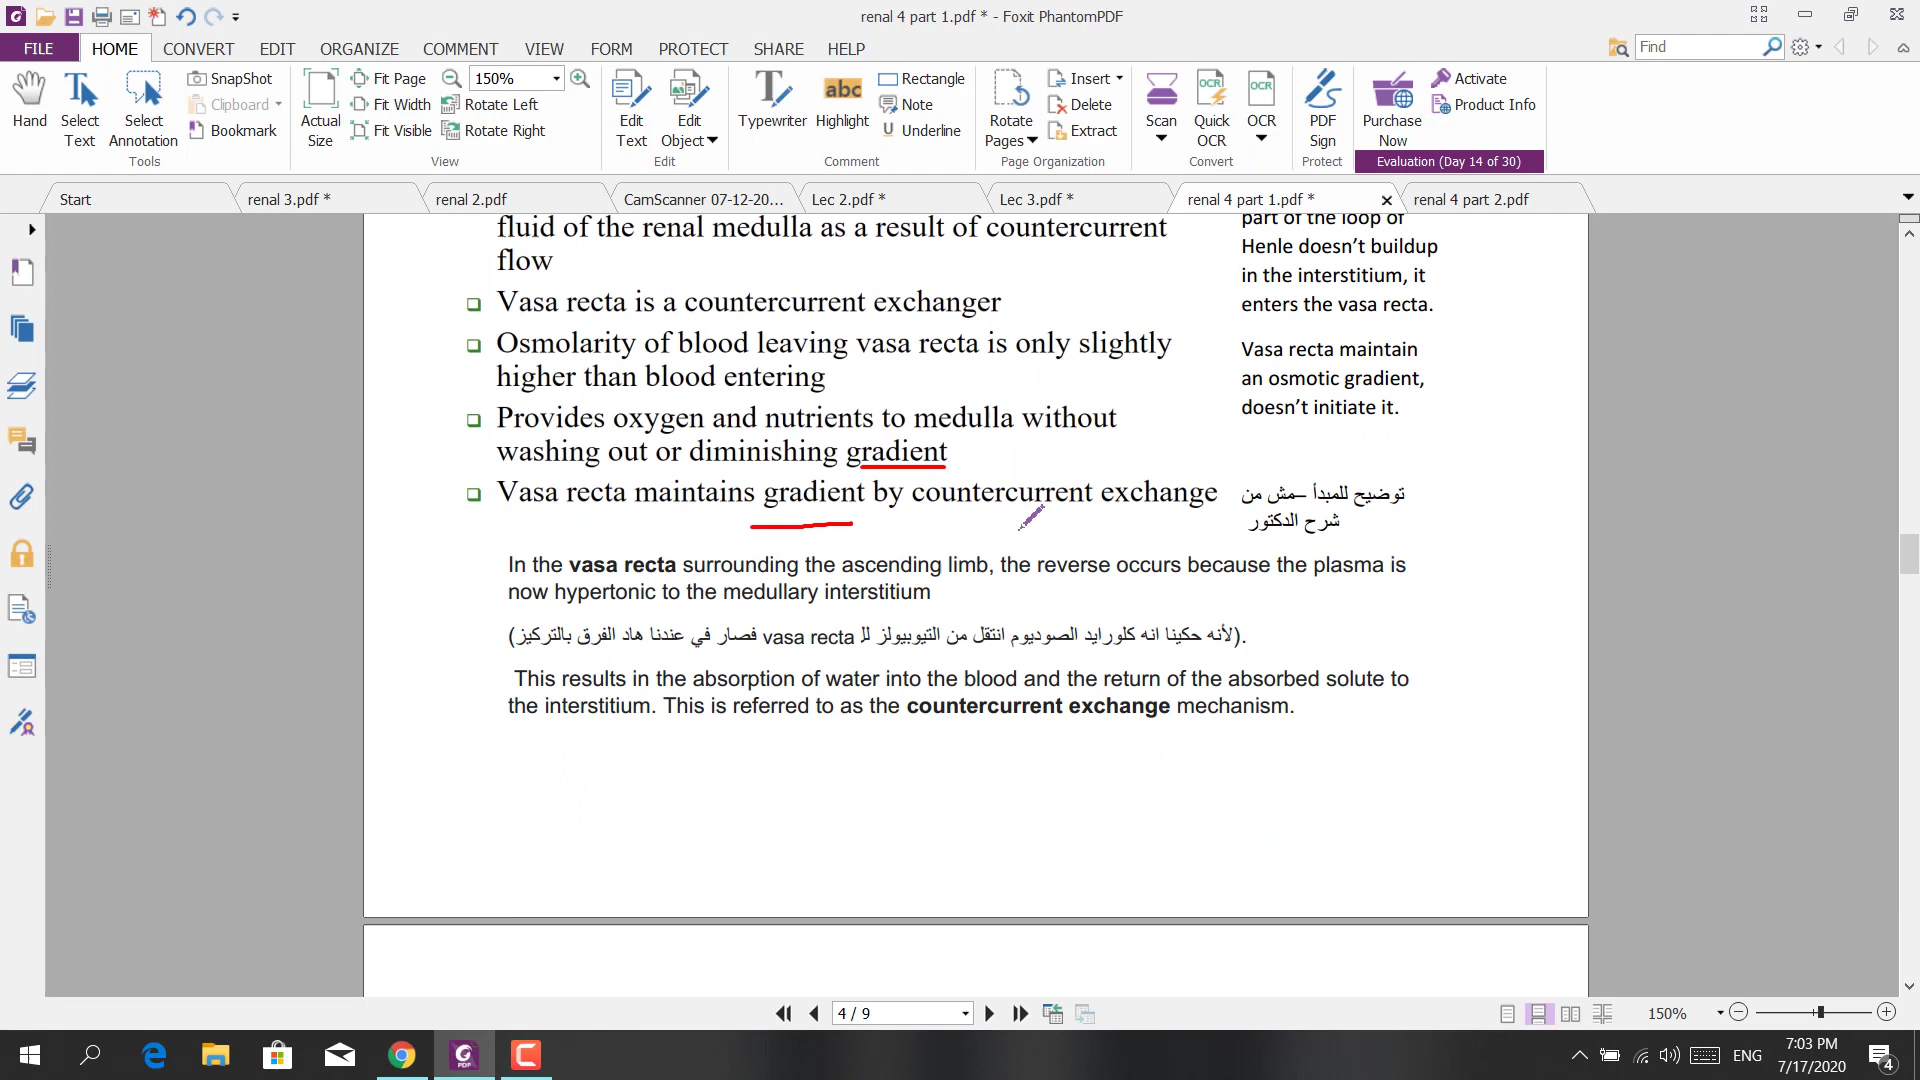 renal 4 part 1.pdf * - Foxit PhantomPDF
FILE HOME CONVERT EDIT ORGANIZE COMMENT VIEW FORM PROTECT SHARE HELP Find
Hand
Select Text
Select Annotation
SnapShot
Clipboard
Bookmark
Tools
Actual Size
Fit Page
Fit Width
Fit Visible
150%
Rotate Left
Rotate Right
View
Edit Text
Edit Object
Edit
Typewriter
abc
Highlight
Rectangle
Note
Underline
Comment
Rotate Pages
Insert
Delete
Extract
Page Organization
Scan
OCR
Quick OCR
OCR
OCR
Convert
PDF Sign
Protect
Purchase Now
Activate
Product Info
Evaluation (Day 14 of 30)
Start
renal 3.pdf *
renal 2.pdf
CamScanner 07-12-20...
Lec 2.pdf *
Lec 3.pdf *
renal 4 part 1.pdf *
renal 4 part 2.pdf
fluid of the renal medulla as a result of countercurrent
flow
Vasa recta is a countercurrent exchanger
Osmolarity of blood leaving vasa recta is only slightly
higher than blood entering
Provides oxygen and nutrients to medulla without
washing out or diminishing gradient
Vasa recta maintains gradient by countercurrent exchange
part of the loop of
Henle doesn’t buildup
in the interstitium, it
enters the vasa recta.
Vasa recta maintain
an osmotic gradient,
doesn’t initiate it.
توضيح للمبدأ –مش من
شرح الدكتور
In the vasa recta surrounding the ascending limb, the reverse occurs because the plasma is
now hypertonic to the medullary interstitium
(لأنه حكينا انه كلورايد الصوديوم انتقل من التيوبيولز لل vasa recta فصار في عندنا هاد الفرق بالتركيز).
This results in the absorption of water into the blood and the return of the absorbed solute to
the interstitium. This is referred to as the countercurrent exchange mechanism.
4 / 9
150%
PDF
ENG
7:03 PM
7/17/2020
4